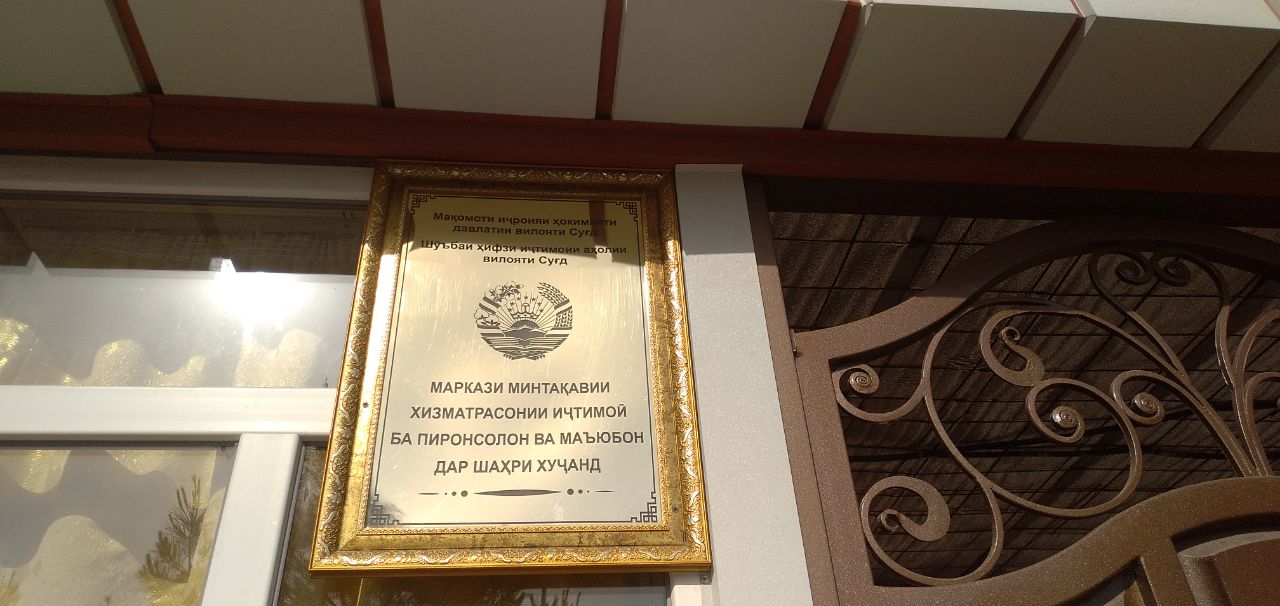 Мақомоти иҷроияи ҳокимияти
давлатии вилояти Суғд
Шуъбаи ҳифзи иҷтимоии аҳолии
вилояти Суғд
МАРКАЗИ МИНТАҚАВИИ
ХИЗМАТРАСОНИИ ИҶТИМОӢ
БА ПИРОНСОЛОН ВА МАЪЮБОН
ДАР ШАҲРИ ХУҶАНД